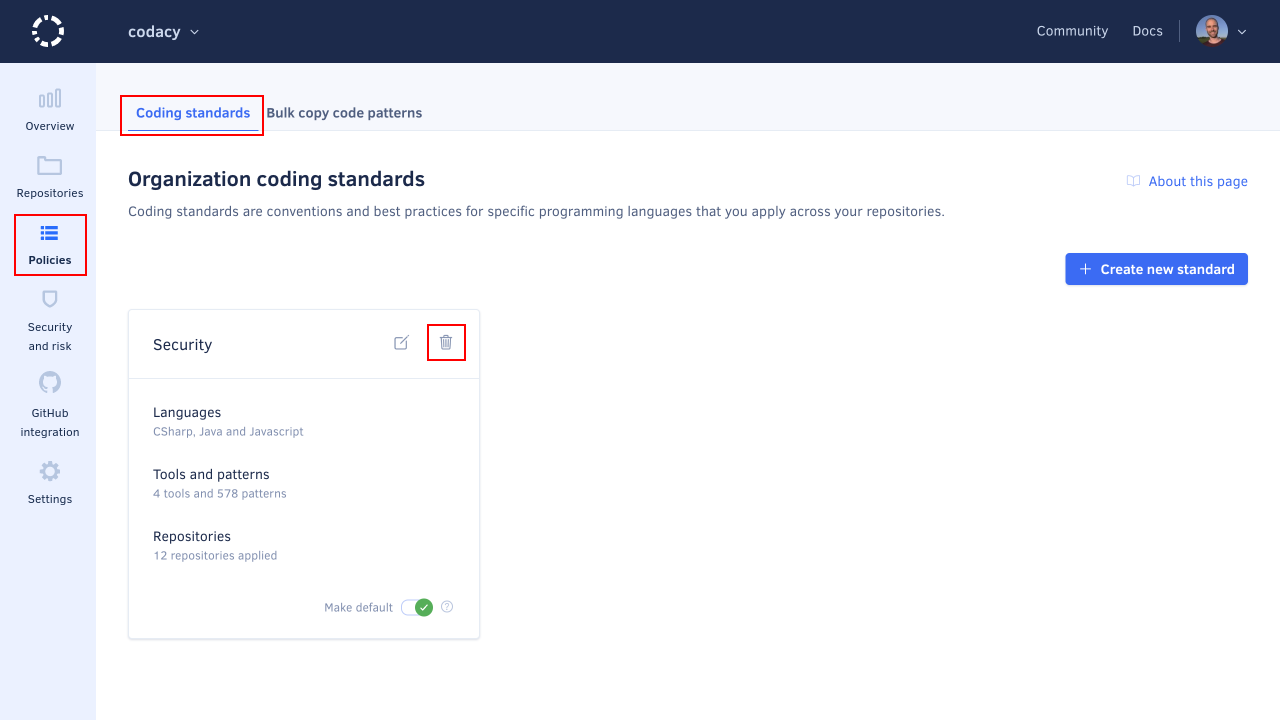 codacy
Community
Docs
Overview
Repositories
Policies
Security
and risk
GitHub
integration
Settings
Coding standards
Bulk copy code patterns
Organization coding standards
About this page
Coding standards are conventions and best practices for specific programming languages that you apply across your repositories.
Create new standard
Security
Languages
CSharp, Java and Javascript
Tools and patterns
4 tools and 578 patterns
Repositories
12 repositories applied
Make default